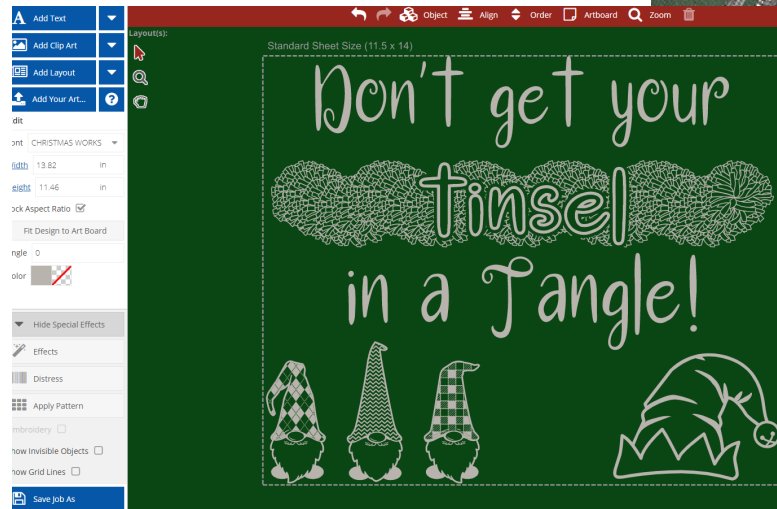 Object Align Order Artboard Zoom
Add Text
Add Clip Art
Add Layout
Add Your Art... ?
dit
ont CHRISTMAS WORKS
Width 13.82 in
eight 11.46 in
ock Aspect Ratio
Fit Design to Art Board
ngle 0
olor
Hide Special Effects
Effects
Distress
Apply Pattern
mbroidery
how Invisible Objects
how Grid Lines
Save Job As
Layout(s):
Standard Sheet Size (11.5 x 14)
Don't get your
tinsel
in a Tangle!